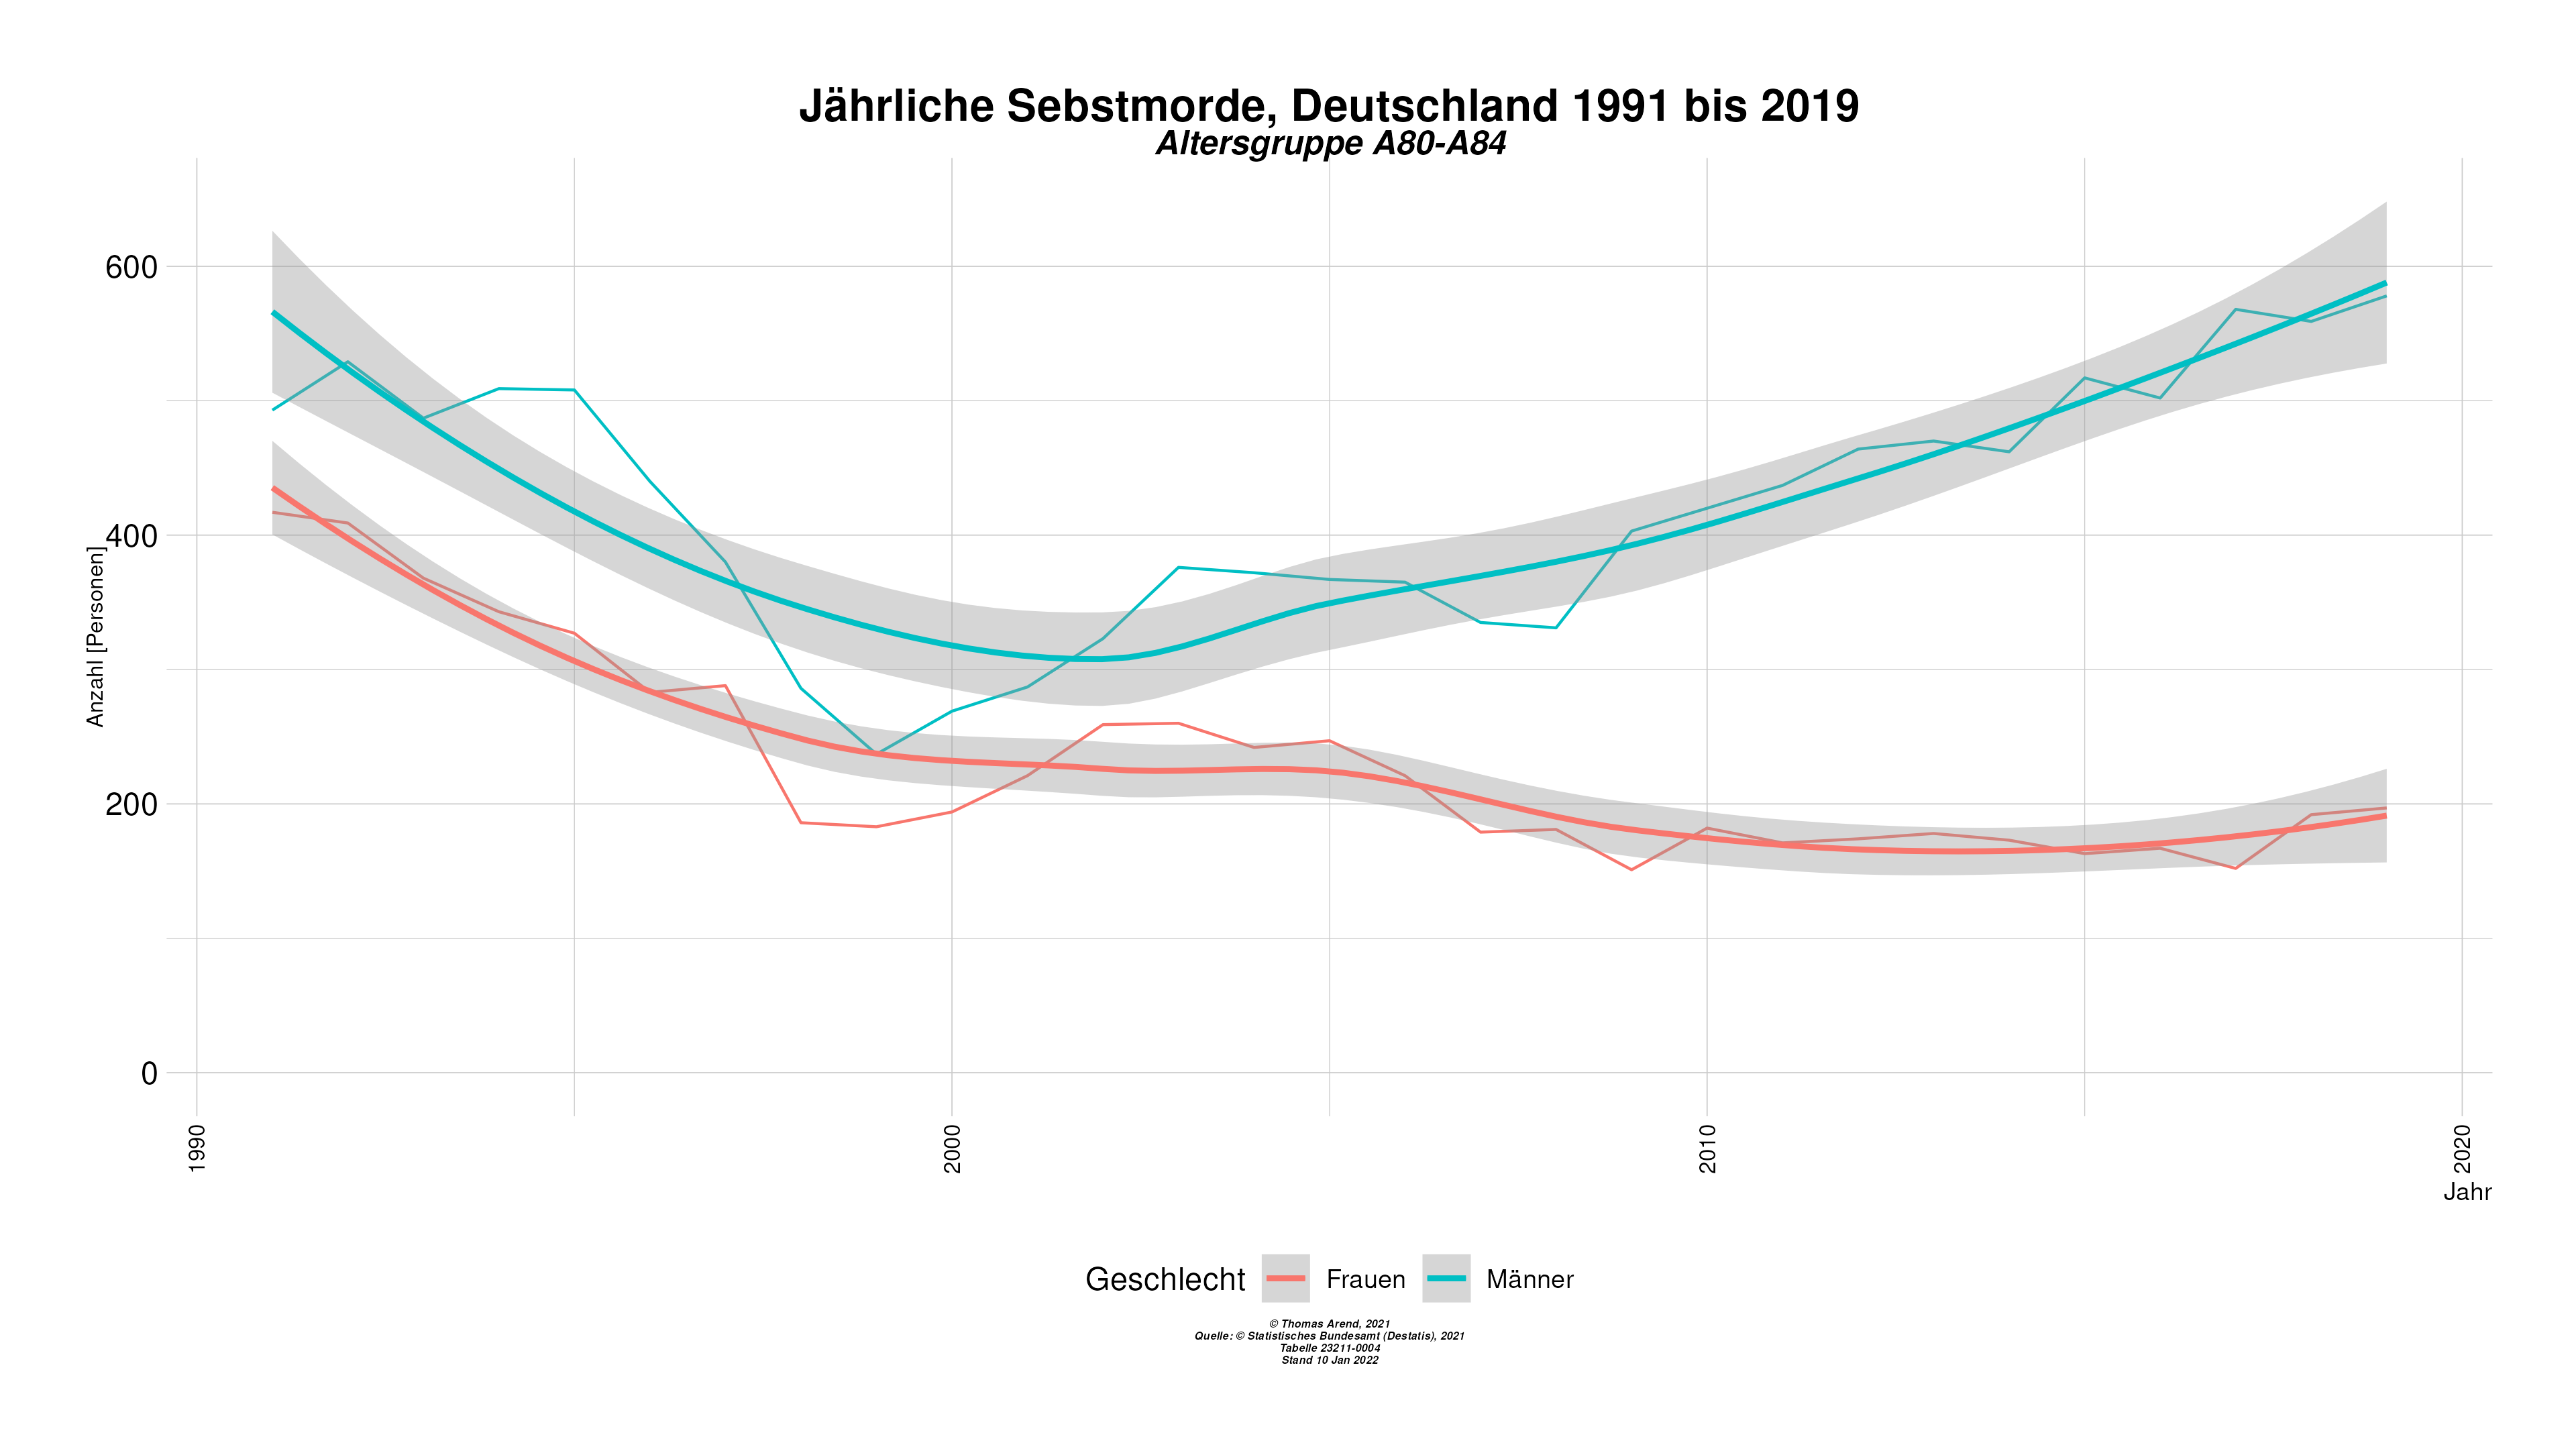 Jährliche Sebstmorde, Deutschland 1991 bis 2019
Altersgruppe A80-A84
Anzahl [Personen]
600
400
200
0
1990
2000
2010
2020
Jahr
Geschlecht Frauen Männer
© Thomas Arend, 2021
Quelle: © Statistisches Bundesamt (Destatis), 2021
Tabelle 23211-0004
Stand 10 Jan 2022